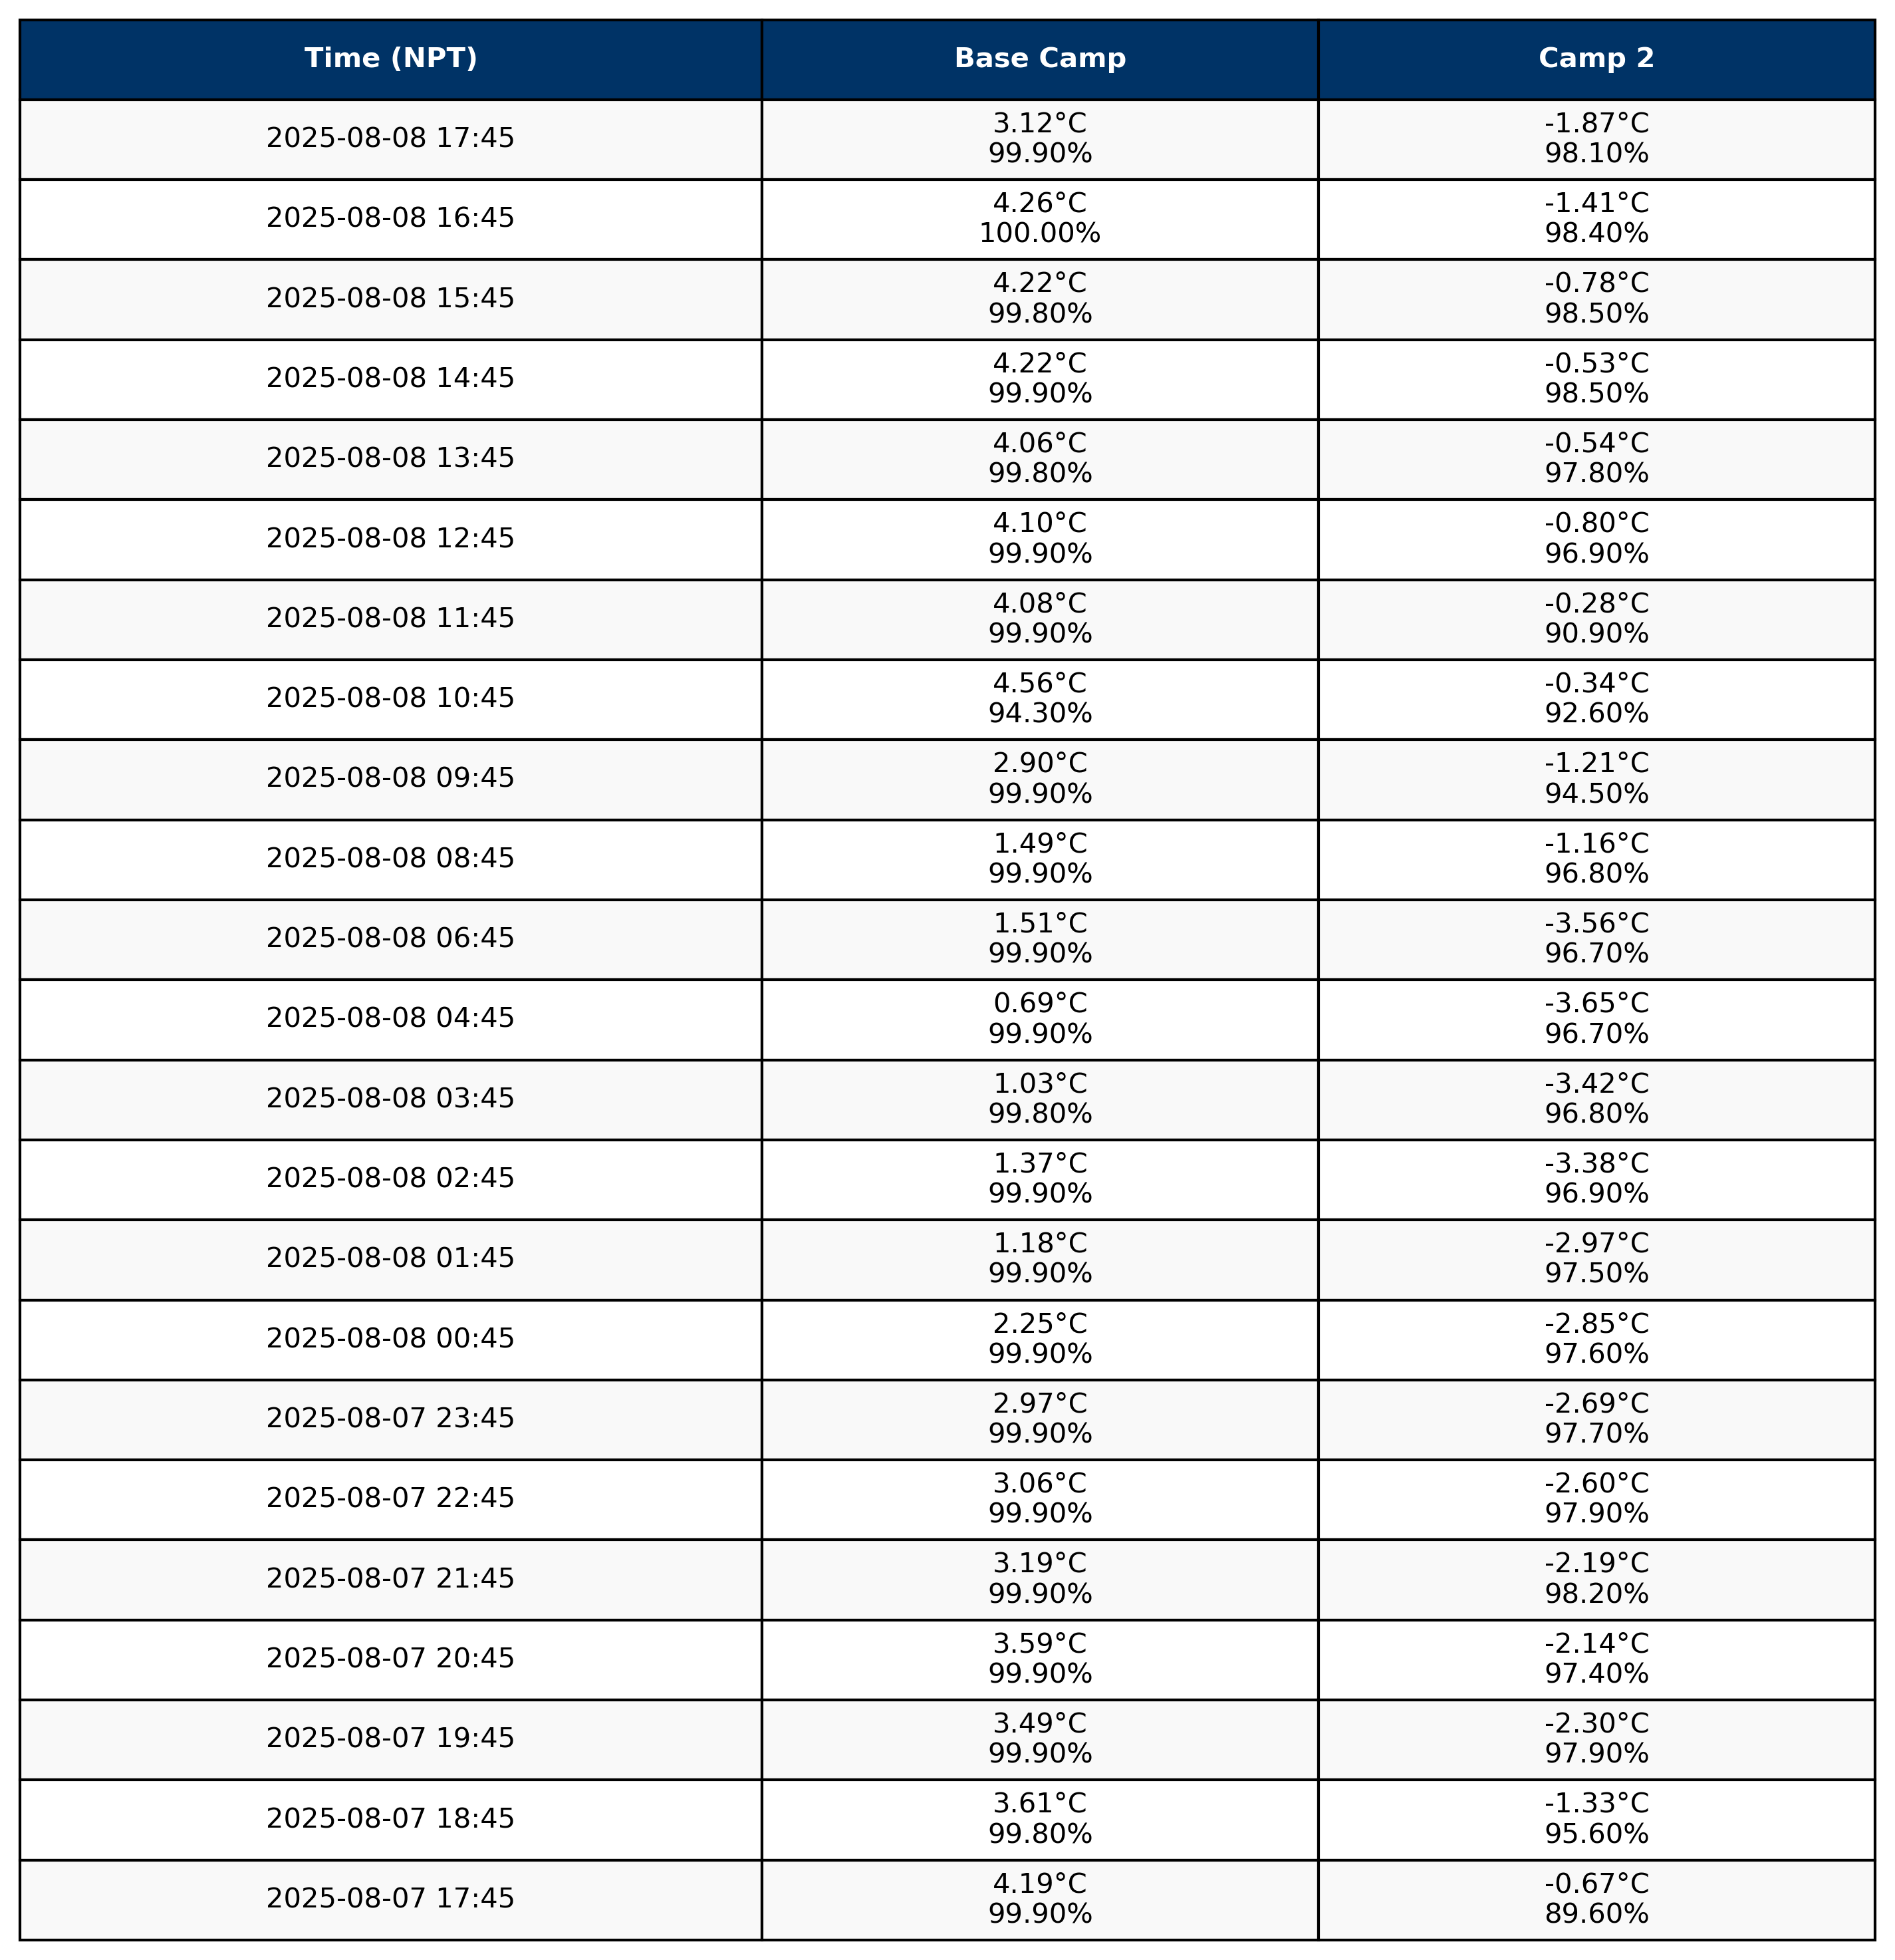 Time (NPT) Base Camp Camp 2
3.12°C -1.87°C
2025-08-08 17:45
99.90% 98.10%
4.26°C -1.41°C
2025-08-08 16:45
100.00% 98.40%
4.22°C -0.78°C
2025-08-08 15:45
99.80% 98.50%
4.22°C -0.53°C
2025-08-08 14:45
99.90% 98.50%
4.06°C -0.54°C
2025-08-08 13:45
99.80% 97.80%
4.10°C -0.80°C
2025-08-08 12:45
99.90% 96.90%
4.08°C -0.28°C
2025-08-08 11:45
99.90% 90.90%
4.56°C -0.34°C
2025-08-08 10:45
94.30% 92.60%
2.90°C -1.21°C
2025-08-08 09:45
99.90% 94.50%
1.49°C -1.16°C
2025-08-08 08:45
99.90% 96.80%
1.51°C -3.56°C
2025-08-08 06:45
99.90% 96.70%
0.69°C -3.65°C
2025-08-08 04:45
99.90% 96.70%
1.03°C -3.42°C
2025-08-08 03:45
99.80% 96.80%
1.37°C -3.38°C
2025-08-08 02:45
99.90% 96.90%
1.18°C -2.97°C
2025-08-08 01:45
99.90% 97.50%
2.25°C -2.85°C
2025-08-08 00:45
99.90% 97.60%
2.97°C -2.69°C
2025-08-07 23:45
99.90% 97.70%
3.06°C -2.60°C
2025-08-07 22:45
99.90% 97.90%
3.19°C -2.19°C
2025-08-07 21:45
99.90% 98.20%
3.59°C -2.14°C
2025-08-07 20:45
99.90% 97.40%
3.49°C -2.30°C
2025-08-07 19:45
99.90% 97.90%
3.61°C -1.33°C
2025-08-07 18:45
99.80% 95.60%
4.19°C -0.67°C
2025-08-07 17:45
99.90% 89.60%